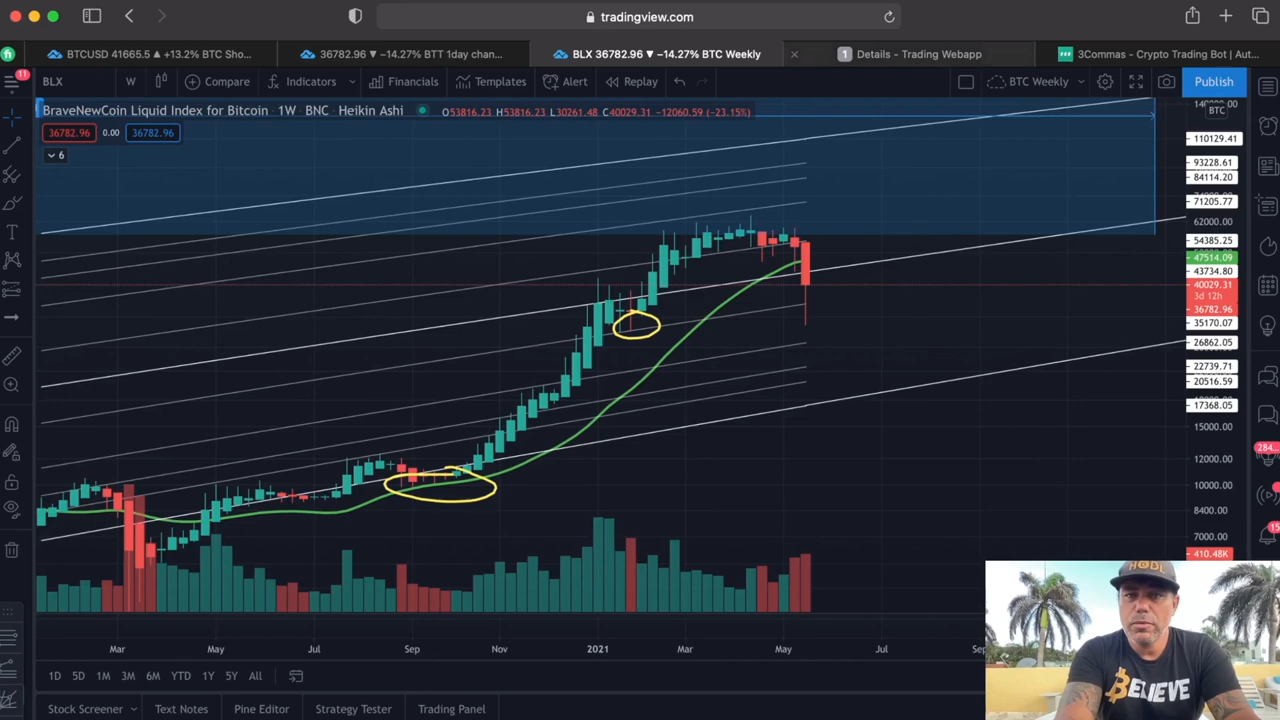 tradingview.com
BTCUSD 41665.5 ▲ +13.2% BTC Sho...
36782.96 ▼ −14.27% BTT 1day chan...
BLX 36782.96 ▼ −14.27% BTC Weekly
1 Details - Trading Webapp
3Commas - Crypto Trading Bot | Aut...
11
BLX
W
Compare
Indicators
Financials
Templates
Alert
Replay
BTC Weekly
Publish
BraveNewCoin Liquid Index for Bitcoin · 1W · BNC · Heikin Ashi
O53816.23 H53816.23 L30261.48 C40029.31 −12060.59 (−23.15%)
36782.96 0.00 36782.96
6
BTC
110129.41
93228.61
84114.20
71205.77
62000.00
54385.25
47514.09
43734.80
40029.31
3d 12h
36782.96
35170.07
26862.05
22739.71
20516.59
17368.05
15000.00
12000.00
10000.00
8400.00
7000.00
410.48K
284...
15
Mar May Jul Sep Nov 2021 Mar May Jul
HODL
BELIEVE
1D 5D 1M 3M 6M YTD 1Y 5Y All
Stock Screener Text Notes Pine Editor Strategy Tester Trading Panel